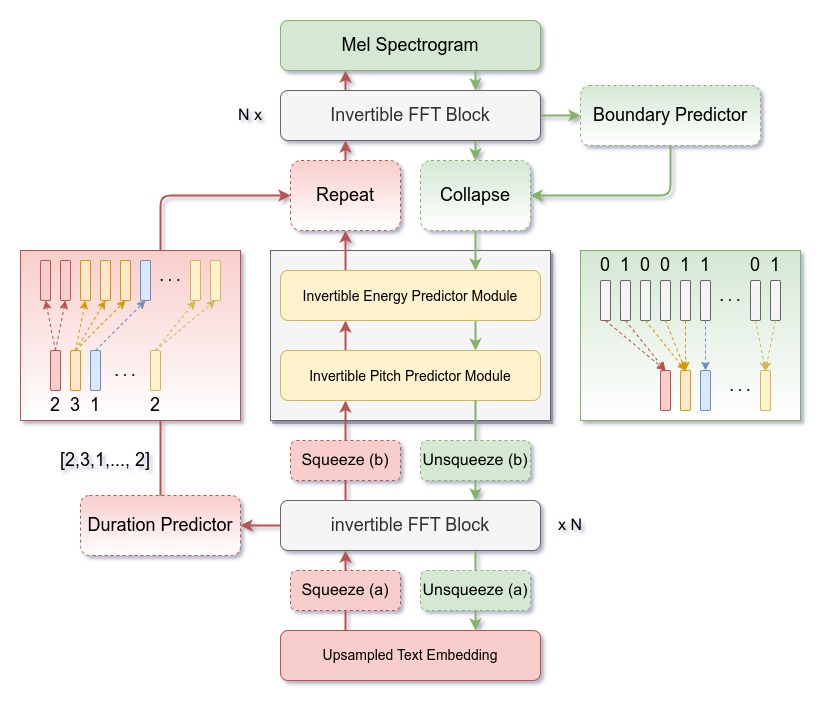 Mel Spectrogram
N x
Invertible FFT Block
Boundary Predictor
Repeat
Collapse
. . .
2 3 1 2
. . .
Invertible Energy Predictor Module
Invertible Pitch Predictor Module
0 1 0 0 1 1 0 1
. . .
. . .
[2,3,1,..., 2]
Squeeze (b)
Unsqueeze (b)
Duration Predictor
invertible FFT Block
x N
Squeeze (a)
Unsqueeze (a)
Upsampled Text Embedding